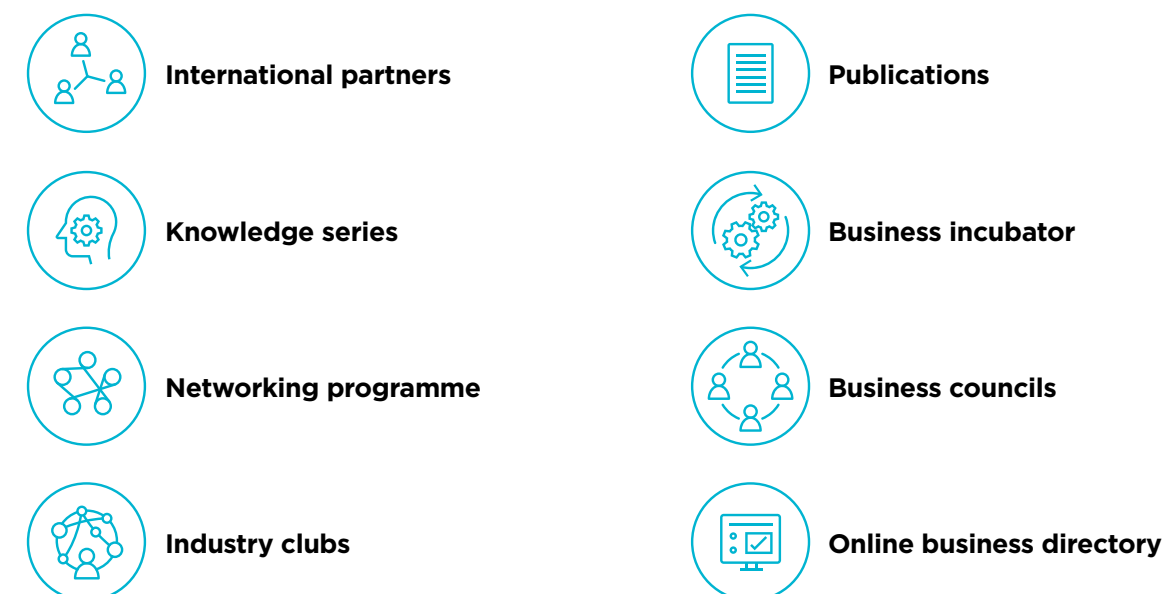 International partners
Knowledge series
Networking programme
Industry clubs
Publications
Business incubator
Business councils
Online business directory